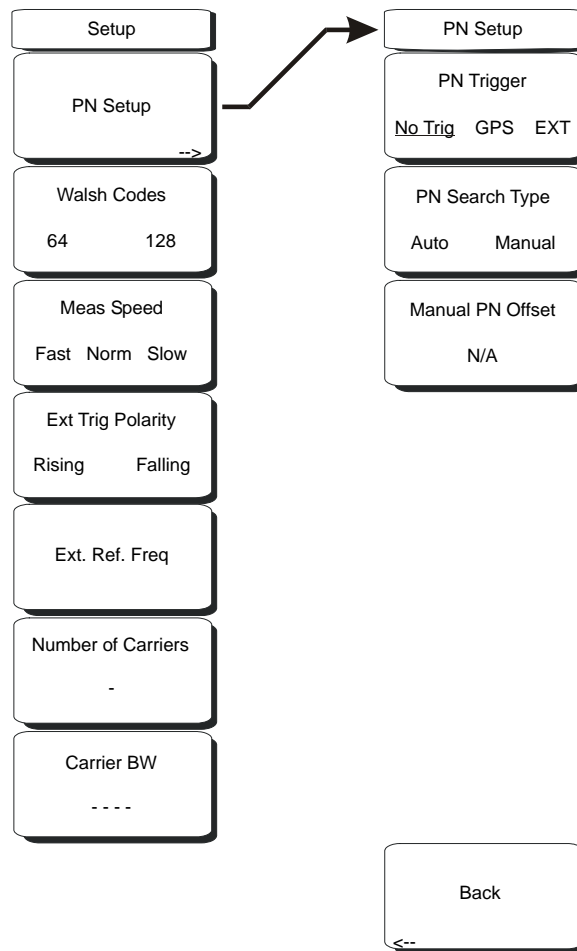 Setup
PN Setup
-->
Walsh Codes
64 128
Meas Speed
Fast Norm Slow
Ext Trig Polarity
Rising Falling
Ext. Ref. Freq
Number of Carriers
-
Carrier BW
- - - -
PN Setup
PN Trigger
No Trig GPS EXT
PN Search Type
Auto Manual
Manual PN Offset
N/A
Back
<--